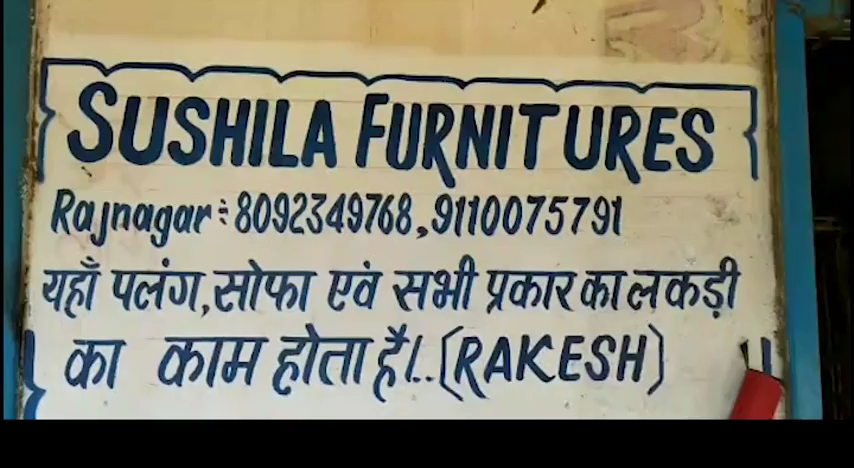 SUSHILA FURNITURES
Rajnagar : 8092349768, 9110075791
यहाँ पलंग, सोफा एवं सभी प्रकार का लकड़ी
का काम होता है।..(RAKESH)